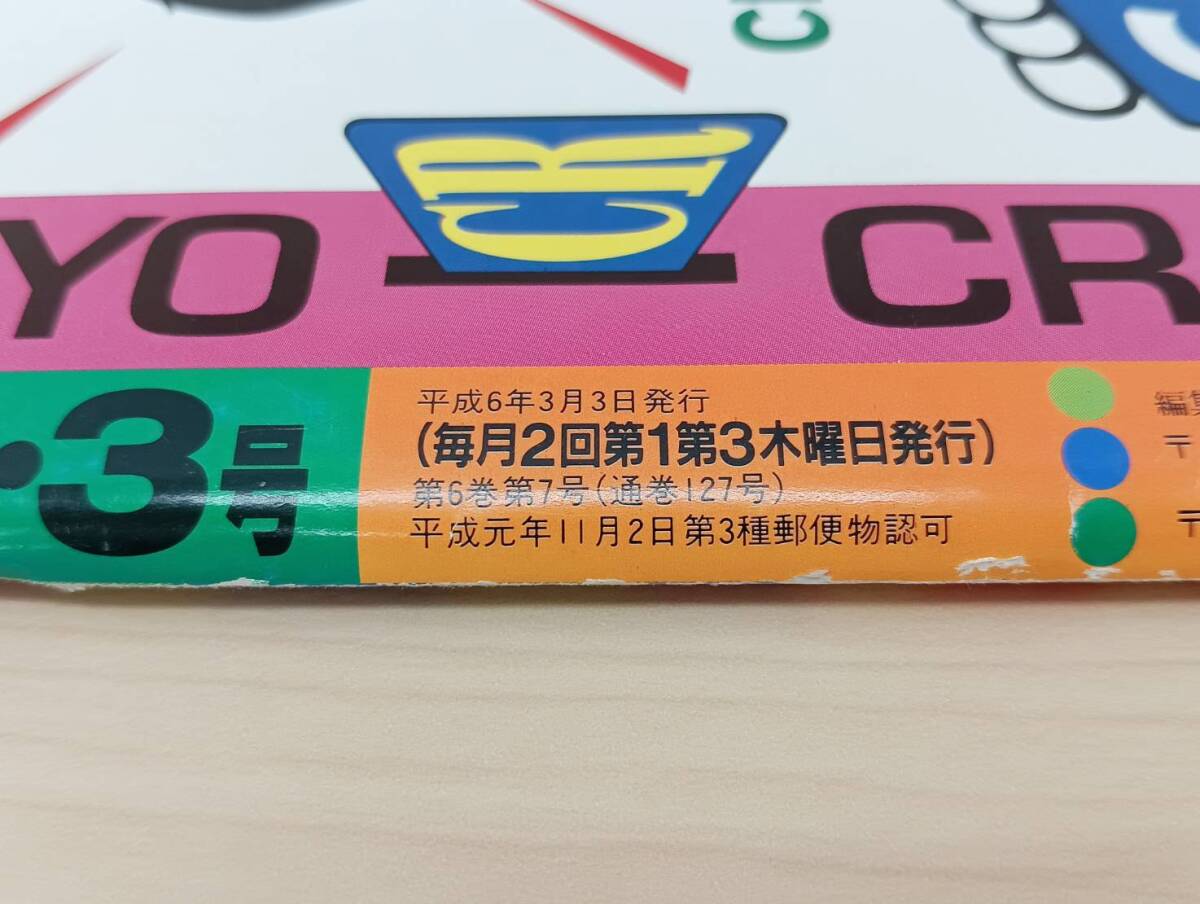 YO
CR
CR
・3号
平成6年3月3日発行
(毎月2回第1第3木曜日発行)
第6巻第7号(通巻127号)
平成元年11月2日第3種郵便物認可
〒
〒